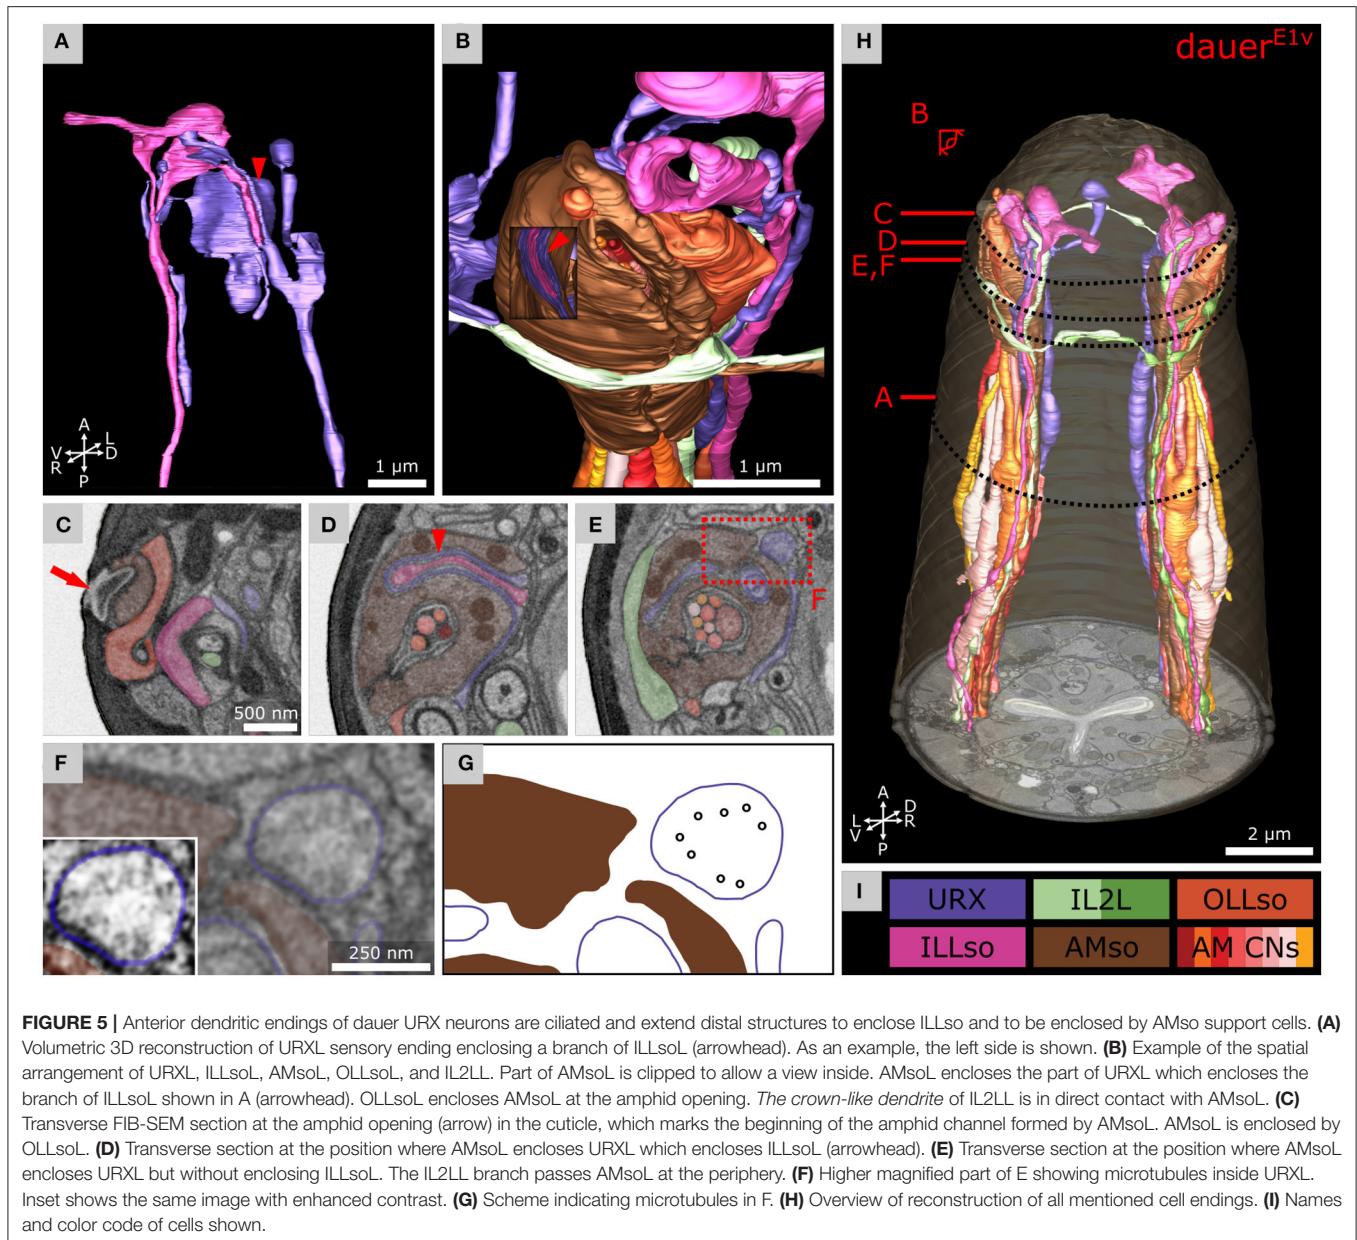 A
A
L
V
D
R
P
1 µm
B
1 µm
H
dauerE1v
B
C
D
E,F
A
A
D
L
R
V
P
2 µm
C
500 nm
D
E
F
F
250 nm
G
I
URX
IL2L
OLLso
ILLso
AMso
AM CNs
FIGURE 5 | Anterior dendritic endings of dauer URX neurons are ciliated and extend distal structures to enclose ILLso and to be enclosed by AMso support cells. (A)
Volumetric 3D reconstruction of URXL sensory ending enclosing a branch of ILLsoL (arrowhead). As an example, the left side is shown. (B) Example of the spatial
arrangement of URXL, ILLsoL, AMsoL, OLLsoL, and IL2LL. Part of AMsoL is clipped to allow a view inside. AMsoL encloses the part of URXL which encloses the
branch of ILLsoL shown in A (arrowhead). OLLsoL encloses AMsoL at the amphid opening. The crown-like dendrite of IL2LL is in direct contact with AMsoL. (C)
Transverse FIB-SEM section at the amphid opening (arrow) in the cuticle, which marks the beginning of the amphid channel formed by AMsoL. AMsoL is enclosed by
OLLsoL. (D) Transverse section at the position where AMsoL encloses URXL which encloses ILLsoL (arrowhead). (E) Transverse section at the position where AMsoL
encloses URXL but without enclosing ILLsoL. The IL2LL branch passes AMsoL at the periphery. (F) Higher magnified part of E showing microtubules inside URXL.
Inset shows the same image with enhanced contrast. (G) Scheme indicating microtubules in F. (H) Overview of reconstruction of all mentioned cell endings. (I) Names
and color code of cells shown.